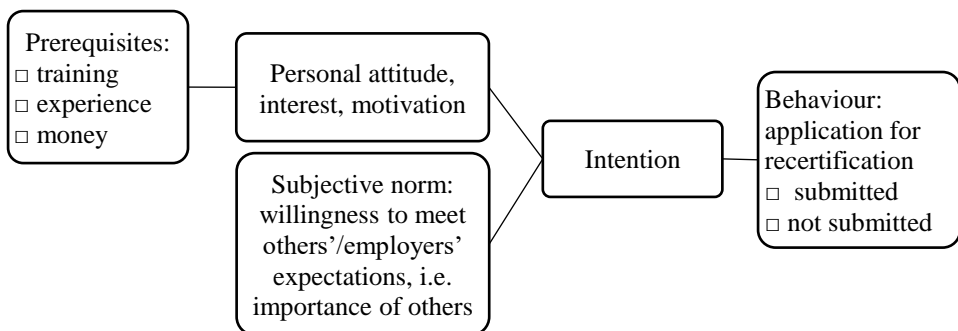 Prerequisites:
□ training
□ experience
□ money
Personal attitude,
interest, motivation
Subjective norm:
willingness to meet
others’/employers’
expectations, i.e.
importance of others
Intention
Behaviour:
application for
recertification
□ submitted
□ not submitted